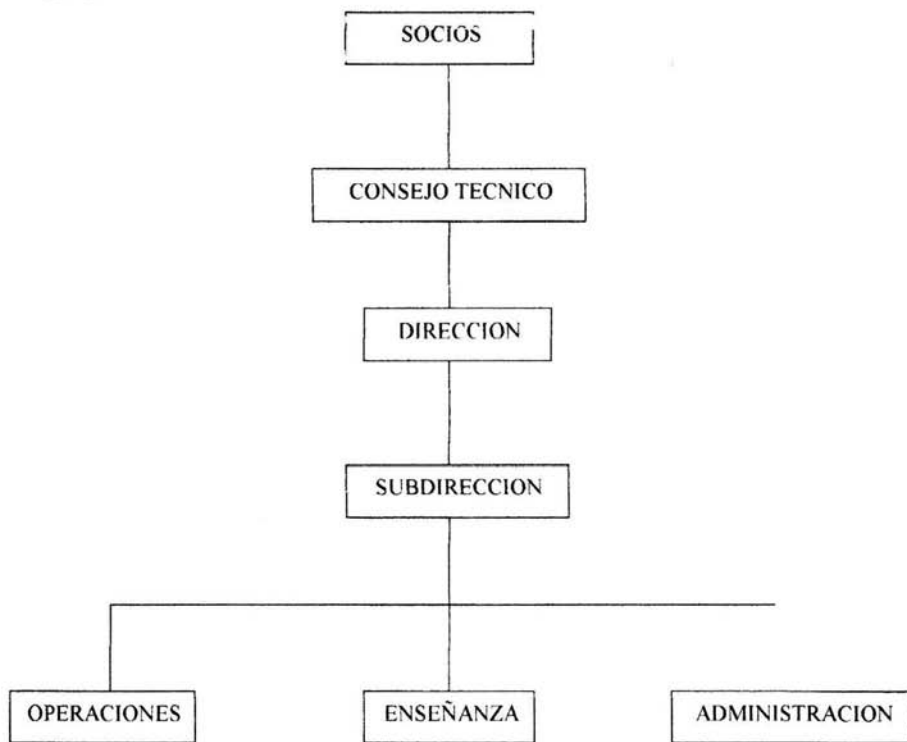 SOCIOS
CONSEJO TECNICO
DIRECCION
SUBDIRECCION
OPERACIONES
ENSEÑANZA
ADMINISTRACION